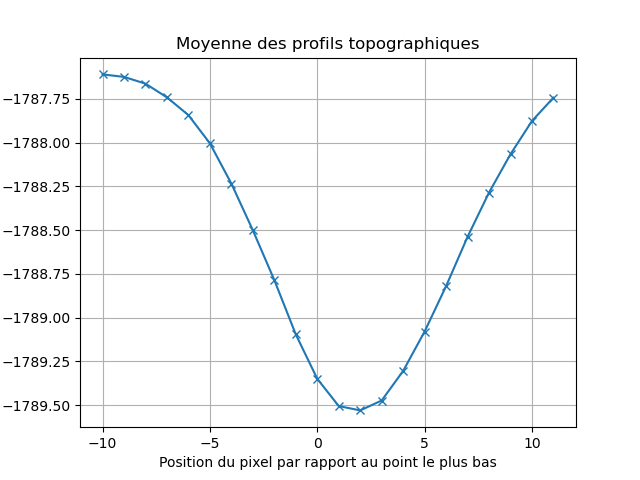 Moyenne des profils topographiques
−1787.75
−1788.00
−1788.25
−1788.50
−1788.75
−1789.00
−1789.25
−1789.50
−10 −5 0 5 10
Position du pixel par rapport au point le plus bas